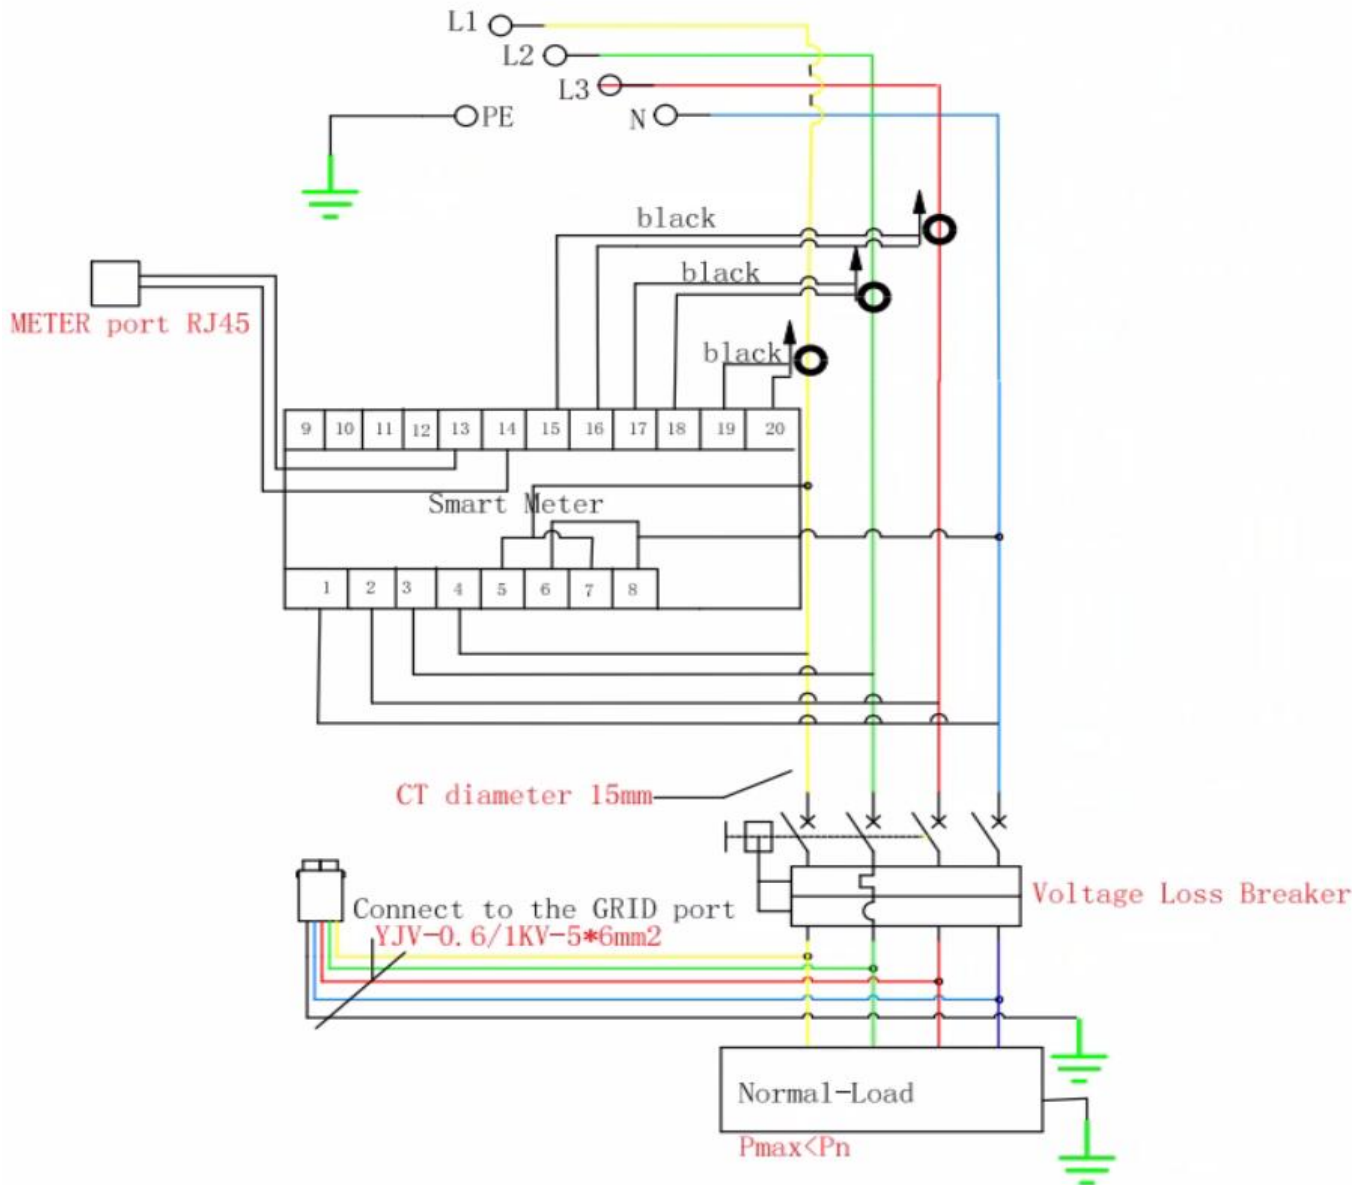 L1
L2
L3
PE
N
black
black
METER port RJ45
black
9 10 11 12 13 14 15 16 17 18 19 20
Smart Meter
1 2 3 4 5 6 7 8
CT diameter 15mm
Voltage Loss Breaker
Connect to the GRID port
YJV-0.6/1KV-5*6mm2
Normal-Load
Pmax<Pn